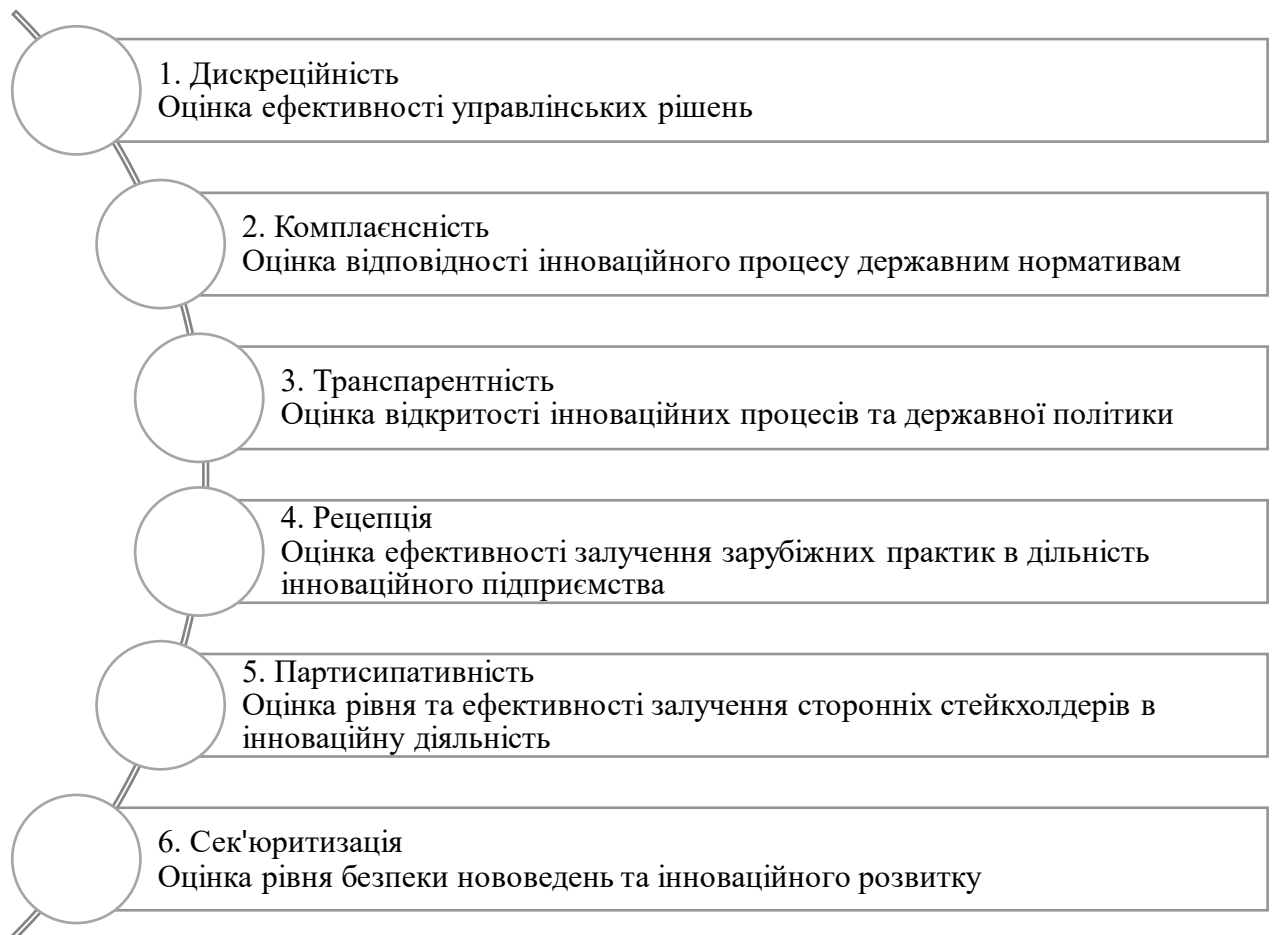 1. Дискреційність
Оцінка ефективності управлінських рішень
2. Комплаєнсність
Оцінка відповідності інноваційного процесу державним нормативам
3. Транспарентність
Оцінка відкритості інноваційних процесів та державної політики
4. Рецепція
Оцінка ефективності залучення зарубіжних практик в дільність
інноваційного підприємства
5. Партисипативність
Оцінка рівня та ефективності залучення сторонніх стейкхолдерів в
інноваційну діяльність
6. Сек'юритизація
Оцінка рівня безпеки нововедень та інноваційного розвитку